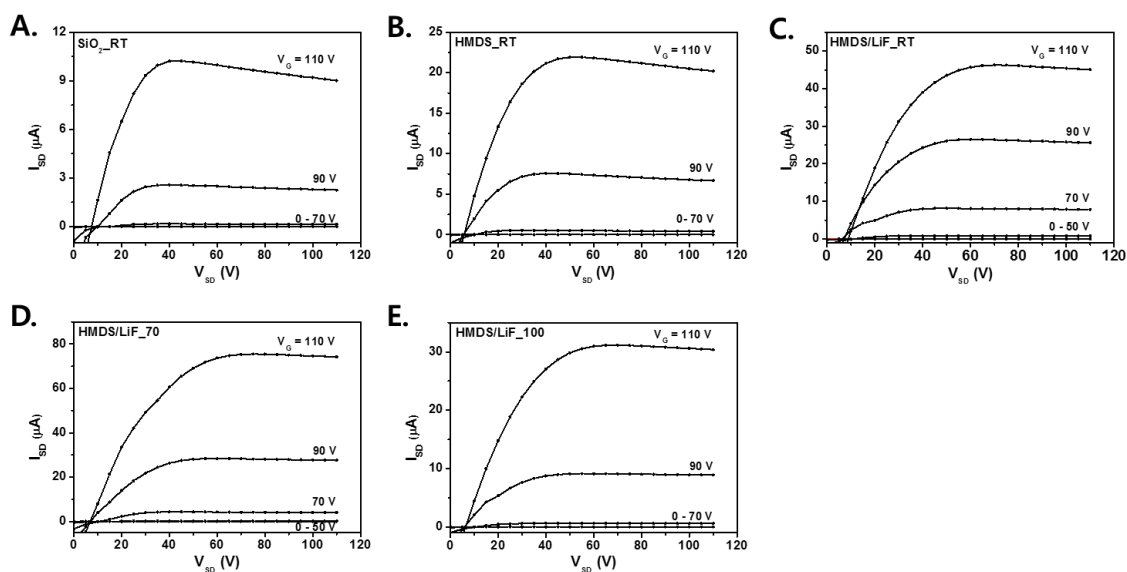 A.
SiO₂_RT
V_G = 110 V
90 V
0 - 70 V
I_SD (µA)
12
9
6
3
0
0 20 40 60 80 100 120
V_SD (V)
B.
HMDS_RT
V_G = 110 V
90 V
0 - 70 V
I_SD (µA)
25
20
15
10
5
0
0 20 40 60 80 100 120
V_SD (V)
C.
HMDS/LiF_RT
V_G = 110 V
90 V
70 V
0 - 50 V
I_SD (µA)
50
40
30
20
10
0
0 20 40 60 80 100 120
V_SD (V)
D.
HMDS/LiF_70
V_G = 110 V
90 V
70 V
0 - 50 V
I_SD (µA)
80
60
40
20
0
0 20 40 60 80 100 120
V_SD (V)
E.
HMDS/LiF_100
V_G = 110 V
90 V
0 - 70 V
I_SD (µA)
30
20
10
0
0 20 40 60 80 100 120
V_SD (V)